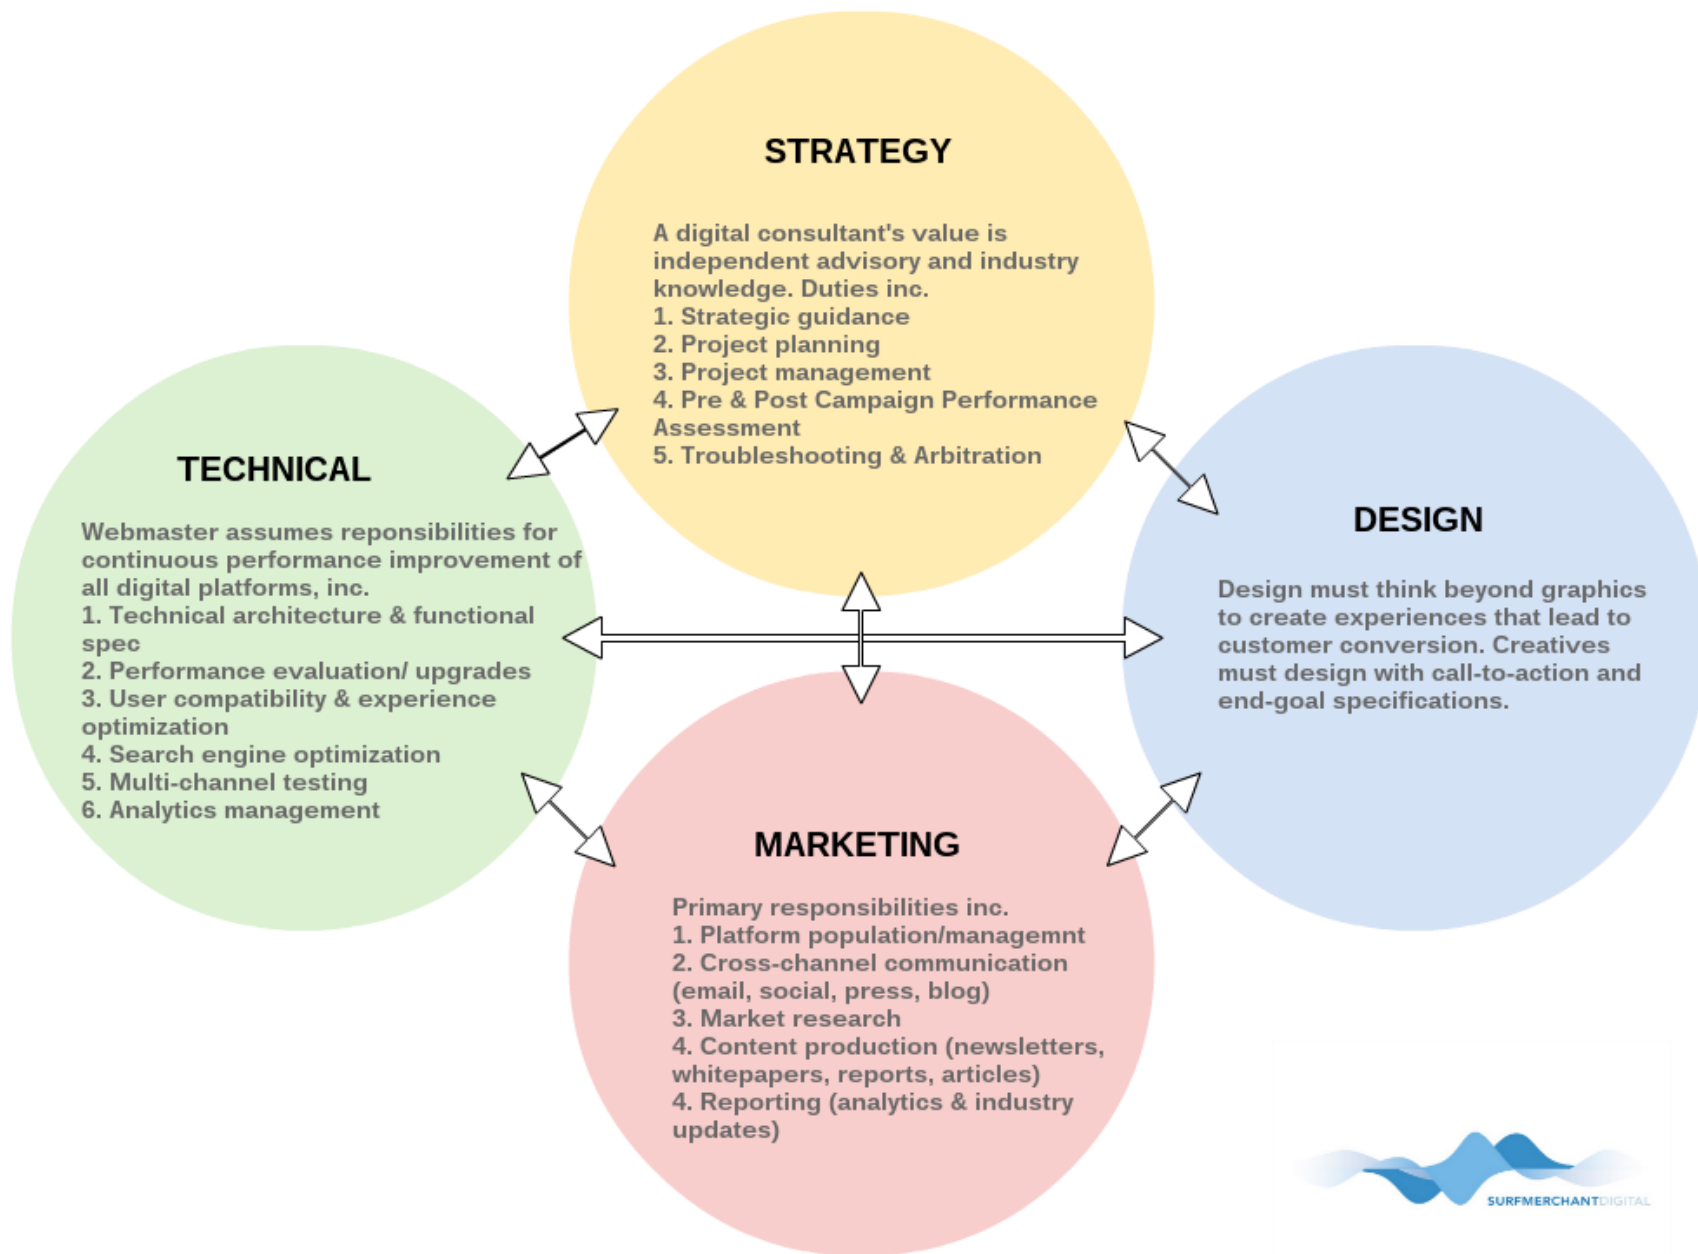 STRATEGY
A digital consultant's value is
independent advisory and industry
knowledge. Duties inc.
1. Strategic guidance
2. Project planning
3. Project management
4. Pre & Post Campaign Performance
Assessment
5. Troubleshooting & Arbitration
TECHNICAL
Webmaster assumes reponsibilities for
continuous performance improvement of
all digital platforms, inc.
1. Technical architecture & functional
spec
2. Performance evaluation/ upgrades
3. User compatibility & experience
optimization
4. Search engine optimization
5. Multi-channel testing
6. Analytics management
DESIGN
Design must think beyond graphics
to create experiences that lead to
customer conversion. Creatives
must design with call-to-action and
end-goal specifications.
MARKETING
Primary responsibilities inc.
1. Platform population/managemnt
2. Cross-channel communication
(email, social, press, blog)
3. Market research
4. Content production (newsletters,
whitepapers, reports, articles)
4. Reporting (analytics & industry
updates)
SURFMERCHANTDIGITAL